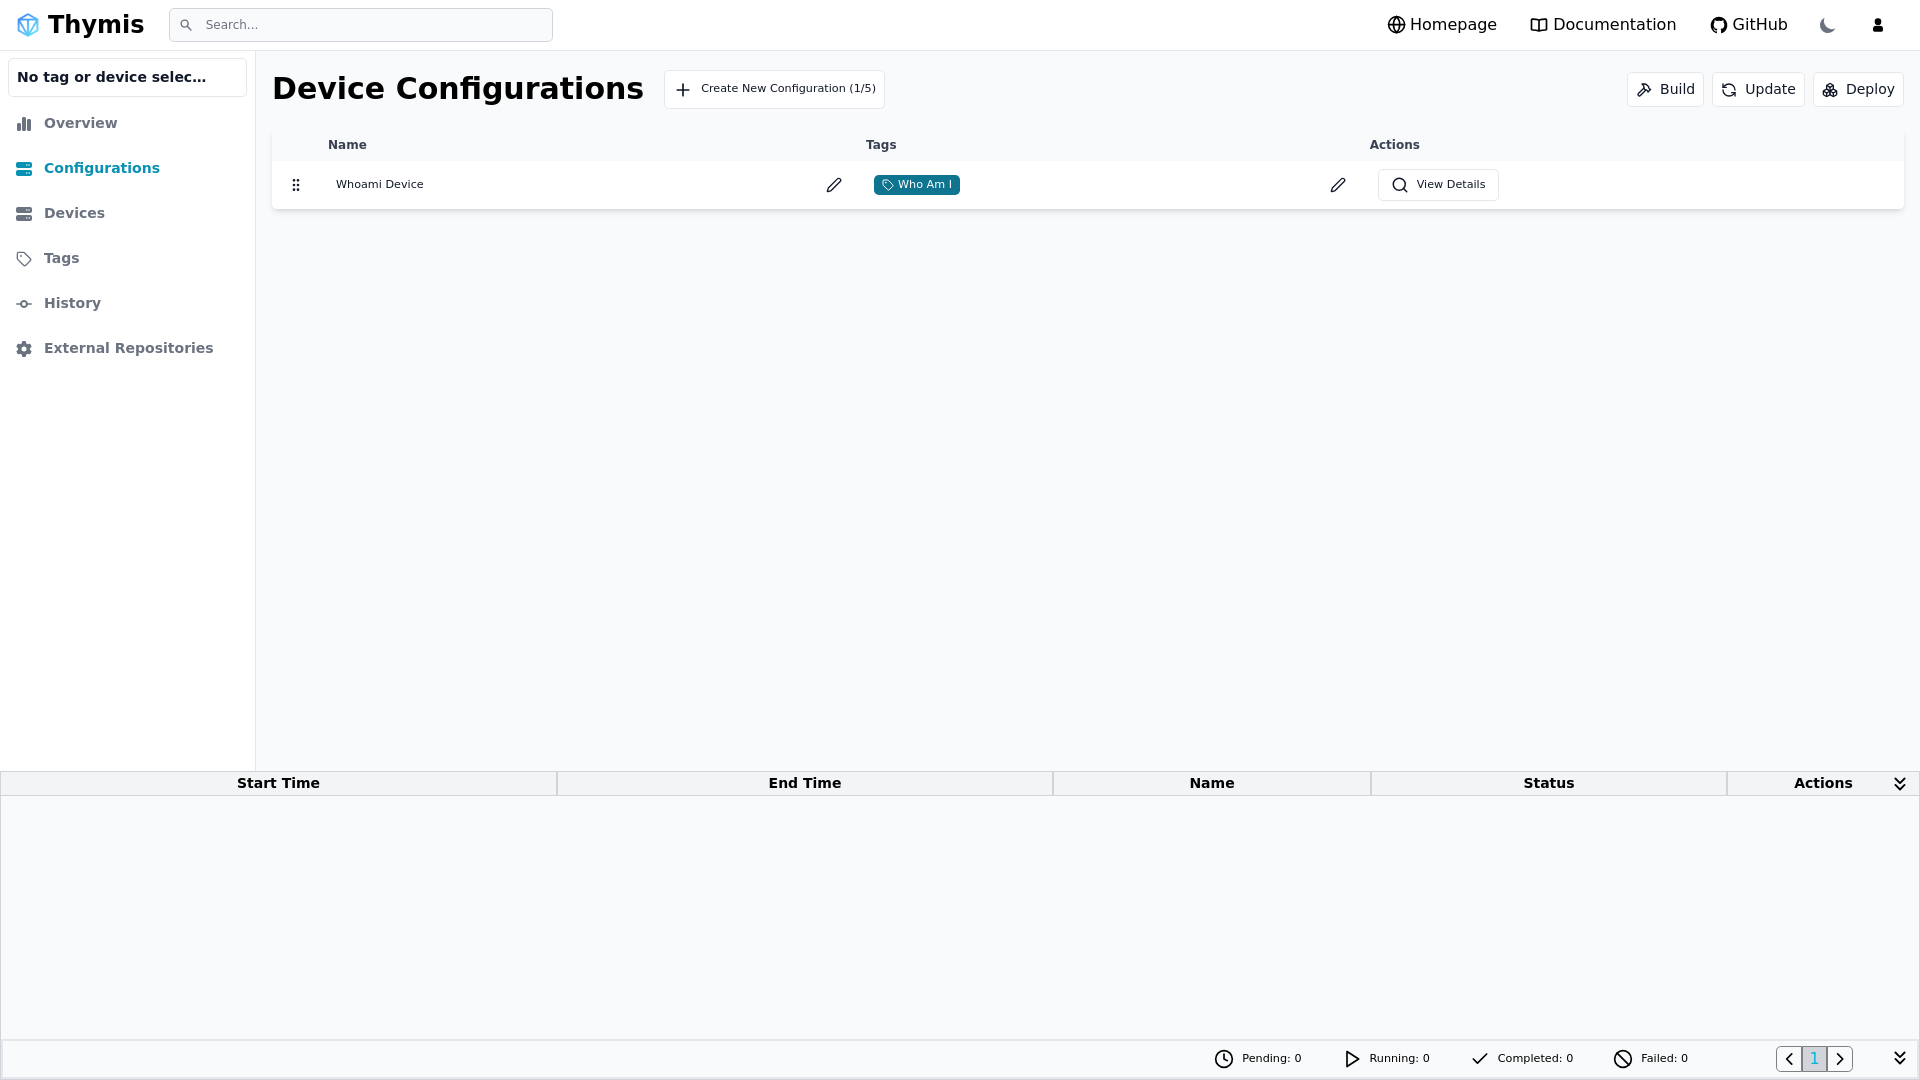 Thymis
Search...
Homepage
Documentation
GitHub
No tag or device selec...
Overview
Configurations
Devices
Tags
History
External Repositories
Device Configurations
Create New Configuration (1/5)
Build
Update
Deploy
Name Tags Actions
Whoami Device Who Am I View Details
Start Time End Time Name Status Actions
Pending: 0 Running: 0 Completed: 0 Failed: 0 1